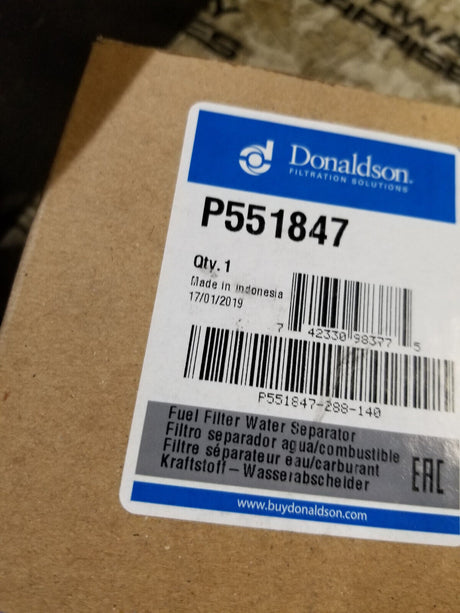 Donaldson.
FILTRATION SOLUTIONS
P551847
Qty. 1
Made in Indonesia
17/01/2019
7 42330 98377 5
P551847-288-140
Fuel Filter Water Separator
Filtro separador agua/combustible
Filtre séparateur eau/carburant
Kraftstoff – Wasserabscheider
EAC
www.buydonaldson.com